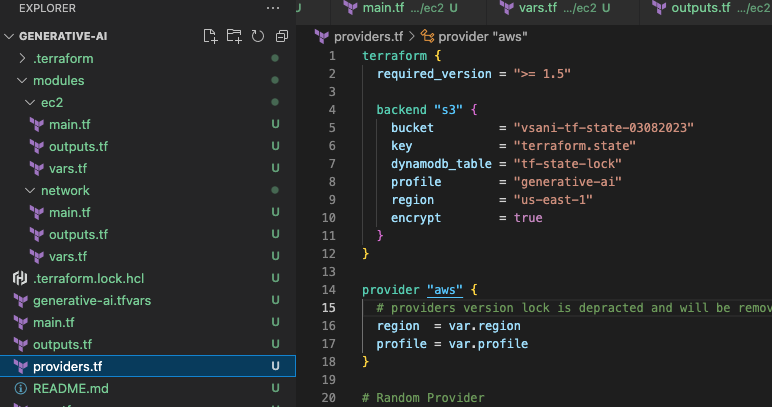 EXPLORER
GENERATIVE-AI
.terraform
modules
ec2
main.tf U
outputs.tf U
vars.tf U
network
main.tf U
outputs.tf U
vars.tf U
.terraform.lock.hcl U
generative-ai.tfvars U
main.tf U
outputs.tf U
providers.tf U
README.md U
U main.tf .../ec2 U vars.tf .../ec2 U outputs.tf .../ec2
providers.tf > provider "aws"
1 terraform {
2 required_version = ">= 1.5"
3
4 backend "s3" {
5 bucket = "vsani-tf-state-03082023"
6 key = "terraform.state"
7 dynamodb_table = "tf-state-lock"
8 profile = "generative-ai"
9 region = "us-east-1"
10 encrypt = true
11 }
12 }
13
14 provider "aws" {
15 # providers version lock is depracted and will be remov
16 region = var.region
17 profile = var.profile
18 }
19
20 # Random Provider